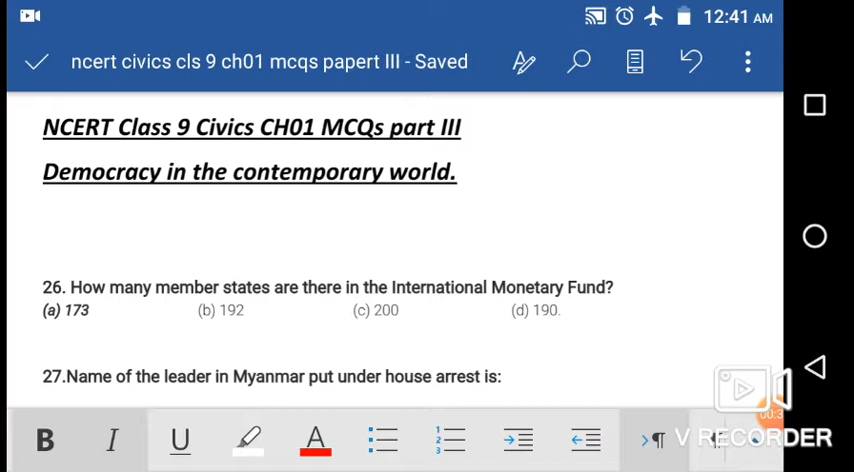 12:41 AM
ncert civics cls 9 ch01 mcqs papert III - Saved
NCERT Class 9 Civics CH01 MCQs part III
Democracy in the contemporary world.
26. How many member states are there in the International Monetary Fund?
(a) 173 (b) 192 (c) 200 (d) 190.
27.Name of the leader in Myanmar put under house arrest is:
B I U A
V RECORDER